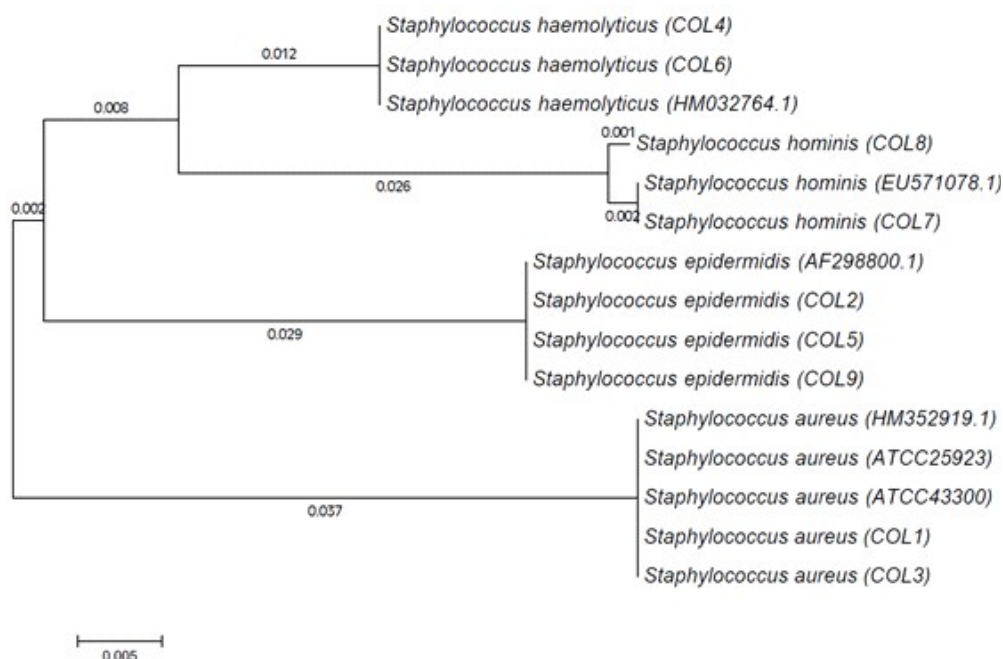 Staphylococcus haemolyticus (COL4)
0.012
Staphylococcus haemolyticus (COL6)
Staphylococcus haemolyticus (HM032764.1)
0.008
0.001
Staphylococcus hominis (COL8)
0.026
Staphylococcus hominis (EU571078.1)
0.002
0.002
Staphylococcus hominis (COL7)
Staphylococcus epidermidis (AF298800.1)
Staphylococcus epidermidis (COL2)
0.029
Staphylococcus epidermidis (COL5)
Staphylococcus epidermidis (COL9)
Staphylococcus aureus (HM352919.1)
Staphylococcus aureus (ATCC25923)
Staphylococcus aureus (ATCC43300)
0.037
Staphylococcus aureus (COL1)
Staphylococcus aureus (COL3)
0.005